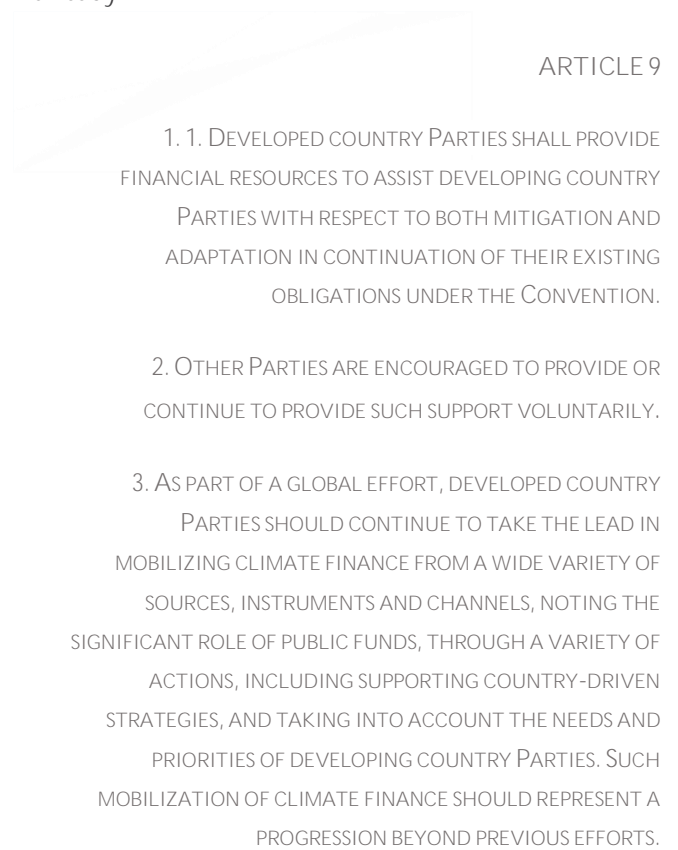 ARTICLE 9
1. 1. DEVELOPED COUNTRY PARTIES SHALL PROVIDE
FINANCIAL RESOURCES TO ASSIST DEVELOPING COUNTRY
PARTIES WITH RESPECT TO BOTH MITIGATION AND
ADAPTATION IN CONTINUATION OF THEIR EXISTING
OBLIGATIONS UNDER THE CONVENTION.
2. OTHER PARTIES ARE ENCOURAGED TO PROVIDE OR
CONTINUE TO PROVIDE SUCH SUPPORT VOLUNTARILY.
3. AS PART OF A GLOBAL EFFORT, DEVELOPED COUNTRY
PARTIES SHOULD CONTINUE TO TAKE THE LEAD IN
MOBILIZING CLIMATE FINANCE FROM A WIDE VARIETY OF
SOURCES, INSTRUMENTS AND CHANNELS, NOTING THE
SIGNIFICANT ROLE OF PUBLIC FUNDS, THROUGH A VARIETY OF
ACTIONS, INCLUDING SUPPORTING COUNTRY-DRIVEN
STRATEGIES, AND TAKING INTO ACCOUNT THE NEEDS AND
PRIORITIES OF DEVELOPING COUNTRY PARTIES. SUCH
MOBILIZATION OF CLIMATE FINANCE SHOULD REPRESENT A
PROGRESSION BEYOND PREVIOUS EFFORTS.